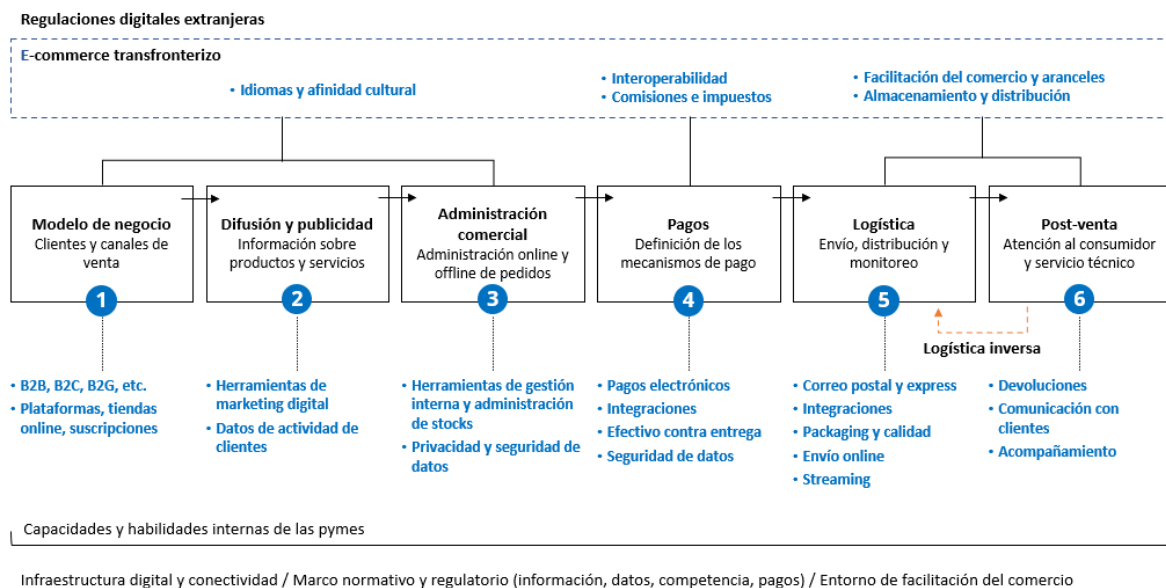 Regulaciones digitales extranjeras
E-commerce transfronterizo
• Idiomas y afinidad cultural
• Interoperabilidad
• Comisiones e impuestos
• Facilitación del comercio y aranceles
• Almacenamiento y distribución
Modelo de negocio
Clientes y canales de
venta
1
Difusión y publicidad
Información sobre
productos y servicios
2
Administración
comercial
Administración online y
offline de pedidos
3
Pagos
Definición de los
mecanismos de pago
4
Logística
Envío, distribución y
monitoreo
5
Post-venta
Atención al consumidor
y servicio técnico
6
Logística inversa
• B2B, B2C, B2G, etc.
• Plataformas, tiendas
online, suscripciones
• Herramientas de
marketing digital
• Datos de actividad de
clientes
• Herramientas de gestión
interna y administración
de stocks
• Privacidad y seguridad de
datos
• Pagos electrónicos
• Integraciones
• Efectivo contra entrega
• Seguridad de datos
• Correo postal y express
• Integraciones
• Packaging y calidad
• Envío online
• Streaming
• Devoluciones
• Comunicación con
clientes
• Acompañamiento
Capacidades y habilidades internas de las pymes
Infraestructura digital y conectividad / Marco normativo y regulatorio (información, datos, competencia, pagos) / Entorno de facilitación del comercio